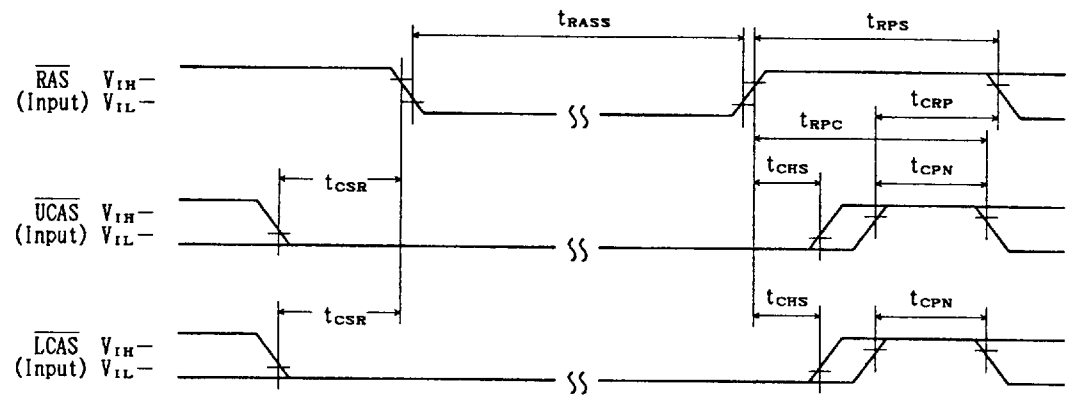 tRASS
tRPS
RAS VIH—
(Input) VIL—
tCRP
tRPC
tCSR
tCHS
tCPN
UCAS VIH—
(Input) VIL—
tCSR
tCHS
tCPN
LCAS VIH—
(Input) VIL—